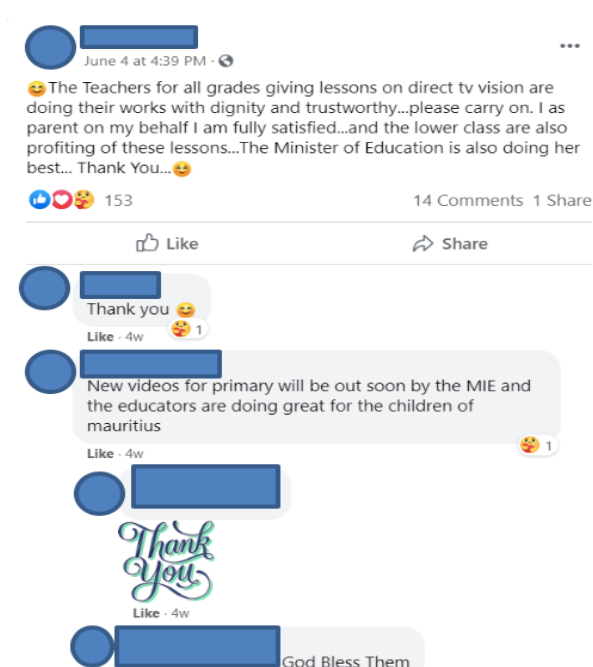 June 4 at 4:39 PM ·
😊The Teachers for all grades giving lessons on direct tv vision are
doing their works with dignity and trustworthy...please carry on. I as
parent on my behalf I am fully satisfied...and the lower class are also
profiting of these lessons...The Minister of Education is also doing her
best... Thank You...😊
153
14 Comments 1 Share
Like
Share
Thank you 😊
Like · 4w
1
New videos for primary will be out soon by the MIE and
the educators are doing great for the children of
mauritius
1
Like · 4w
Thank
You
Like · 4w
God Bless Them